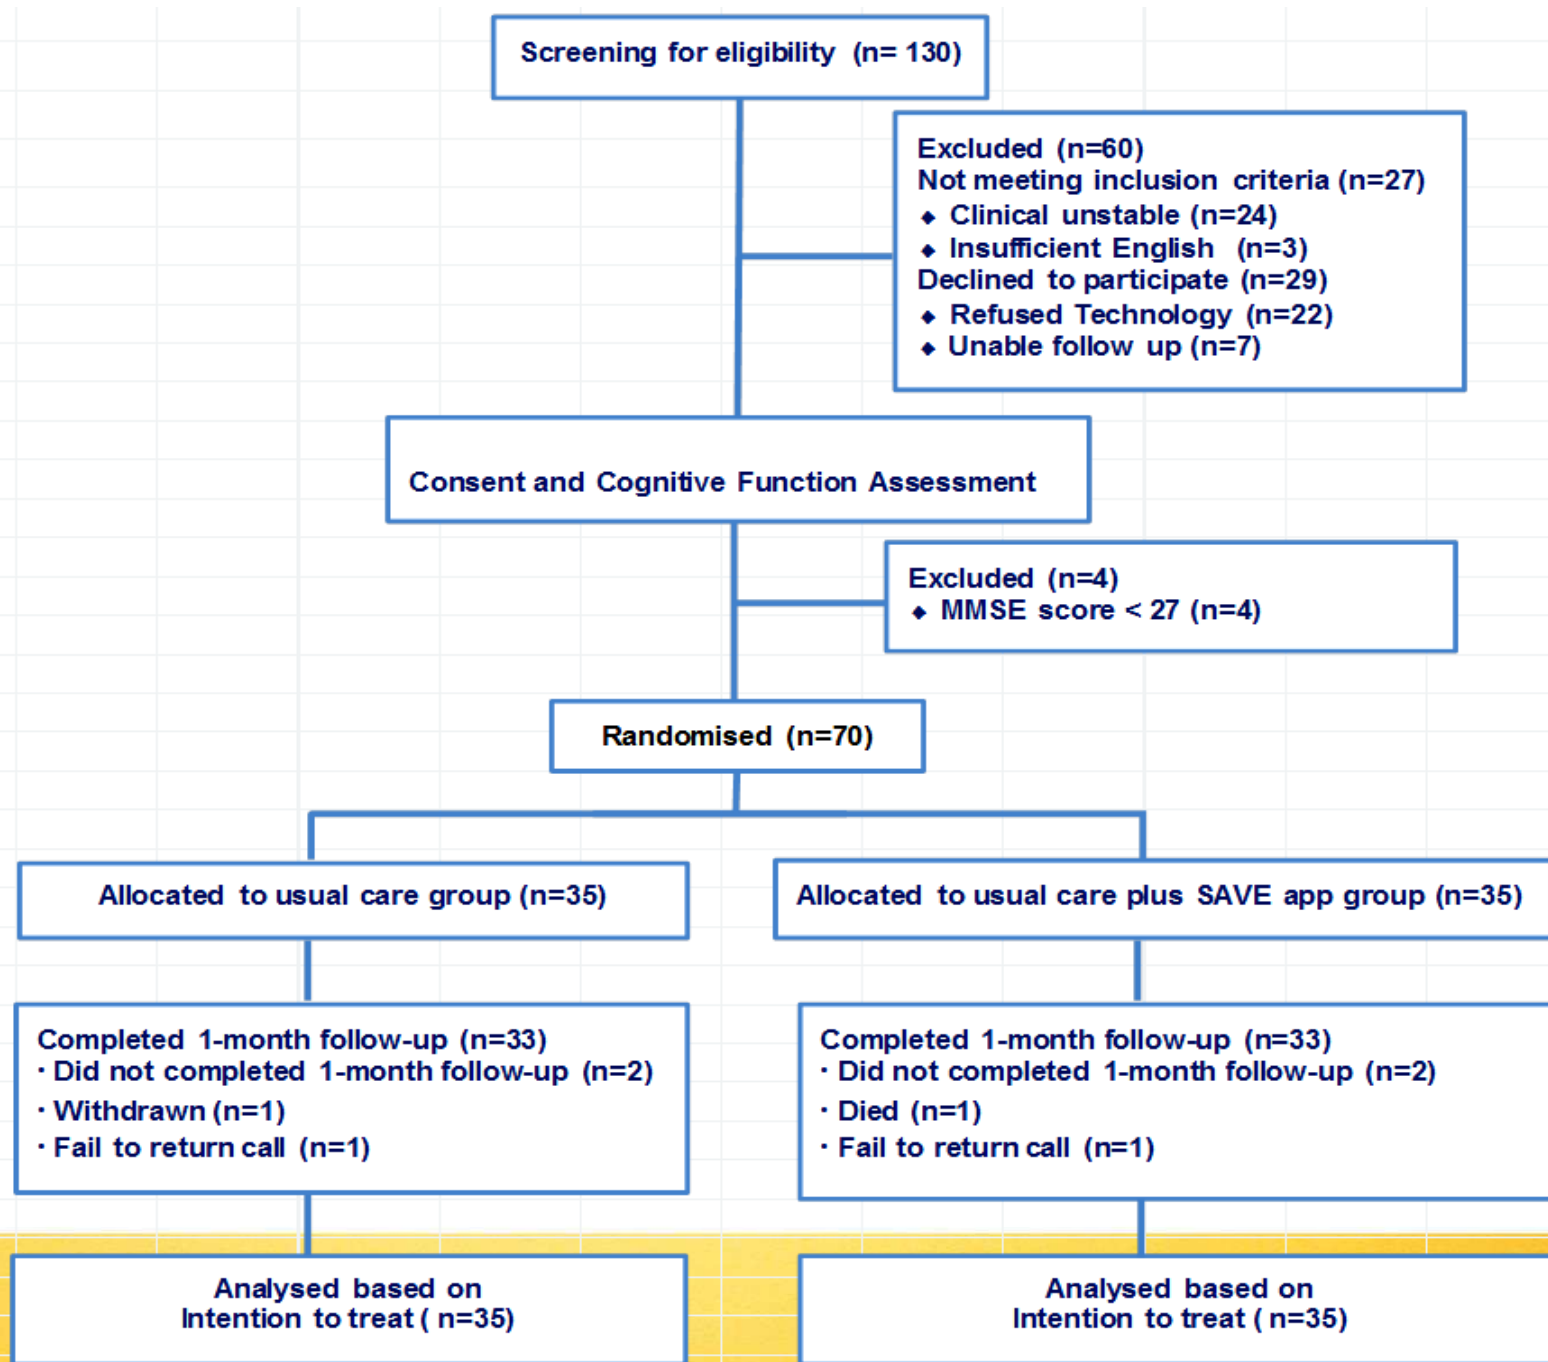 Screening for eligibility (n= 130)
Excluded (n=60)
Not meeting inclusion criteria (n=27)
◆ Clinical unstable (n=24)
◆ Insufficient English (n=3)
Declined to participate (n=29)
◆ Refused Technology (n=22)
◆ Unable follow up (n=7)
Consent and Cognitive Function Assessment
Excluded (n=4)
◆ MMSE score < 27 (n=4)
Randomised (n=70)
Allocated to usual care group (n=35)
Allocated to usual care plus SAVE app group (n=35)
Completed 1-month follow-up (n=33)
· Did not completed 1-month follow-up (n=2)
· Withdrawn (n=1)
· Fail to return call (n=1)
Completed 1-month follow-up (n=33)
· Did not completed 1-month follow-up (n=2)
· Died (n=1)
· Fail to return call (n=1)
Analysed based on
Intention to treat ( n=35)
Analysed based on
Intention to treat ( n=35)